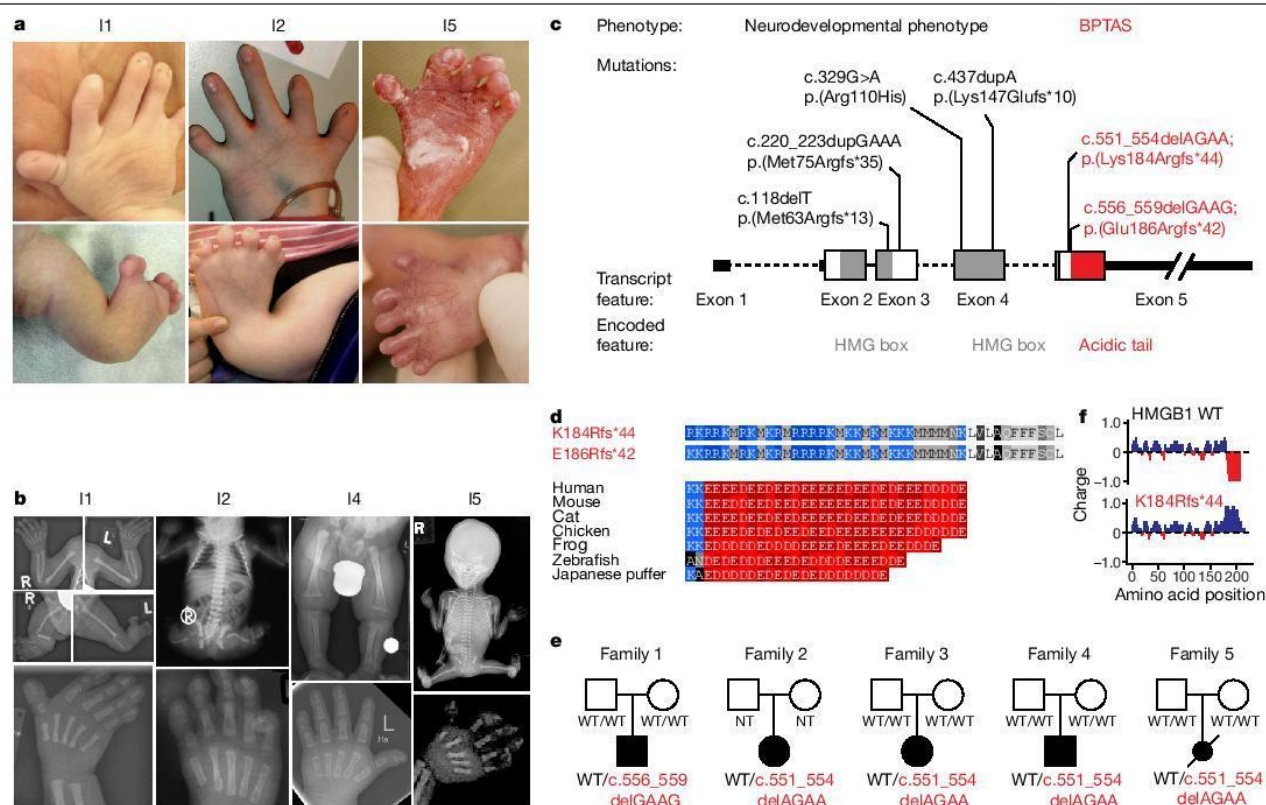 a
I1
I2
I5
b
I1
I2
I4
I5
R
L
R
L
R
L
R
c
Phenotype:
Neurodevelopmental phenotype
BPTAS
Mutations:
c.329G>A
p.(Arg110His)
c.437dupA
p.(Lys147Glufs*10)
c.220_223dupGAAA
p.(Met75Argfs*35)
c.118delT
p.(Met63Argfs*13)
c.551_554delAGAA;
p.(Lys184Argfs*44)
c.556_559delGAAG;
p.(Glu186Argfs*42)
Transcript
feature:
Exon 1
Exon 2
Exon 3
Exon 4
Exon 5
Encoded
feature:
HMG box
HMG box
Acidic tail
d
K184Rfs*44
E186Rfs*42
Human
Mouse
Cat
Chicken
Frog
Zebrafish
Japanese puffer
f
HMGB1 WT
1.0
0
–1.0
K184Rfs*44
1.0
0
–1.0
Charge
0 50 100 150 200
Amino acid position
e
Family 1
Family 2
Family 3
Family 4
Family 5
WT/WT WT/WT
NT NT
WT/WT WT/WT
WT/WT WT/WT
WT/WT WT/WT
WT/c.556_559
delGAAG
WT/c.551_554
delAGAA
WT/c.551_554
delAGAA
WT/c.551_554
delAGAA
WT/c.551_554
delAGAA